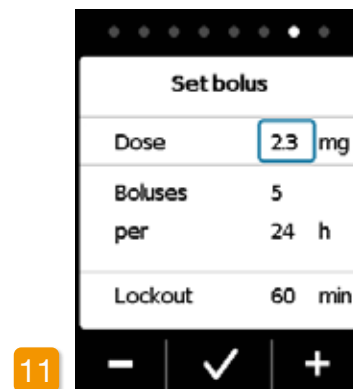 Set bolus
Dose 2.3 mg
Boluses 5
per 24 h
Lockout 60 min
11 − ✓ +